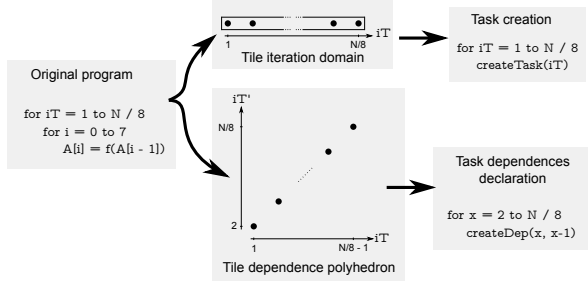 Original program
for iT = 1 to N / 8
for i = 0 to 7
A[i] = f(A[i - 1])
1
N/8
iT
Tile iteration domain
Task creation
for iT = 1 to N / 8
createTask(iT)
iT'
N/8
2
1
N/8 - 1
iT
Tile dependence polyhedron
Task dependences
declaration
for x = 2 to N / 8
createDep(x, x-1)